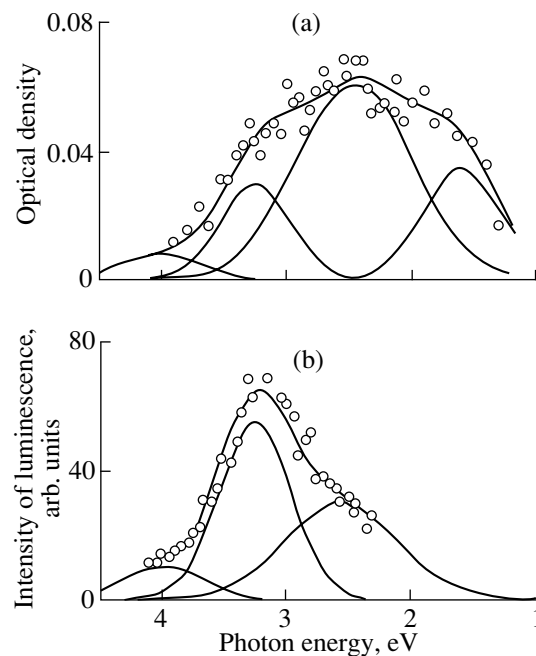 0.08
(a)
Optical density
0.04
0
80
(b)
Intensity of luminescence,
arb. units
40
0
4 3 2 1
Photon energy, eV